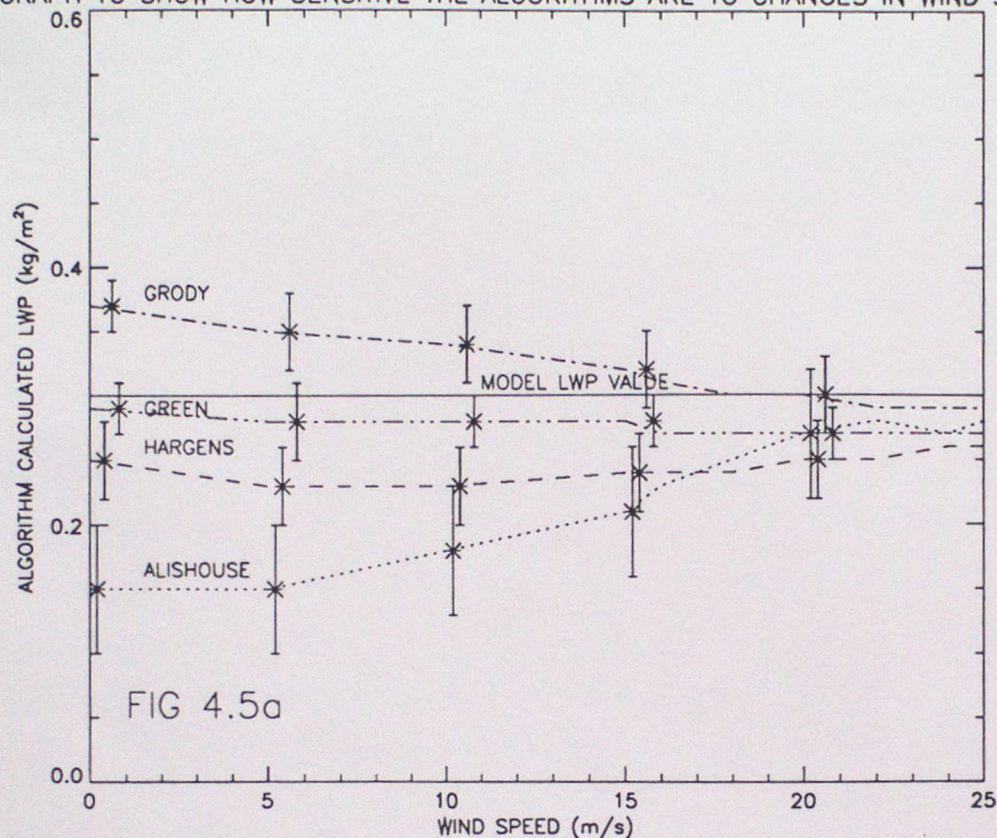 GRAPH TO SHOW HOW SENSITIVE THE ALGORITHMS ARE TO CHANGES IN WIND
0.6
0.4
0.2
0.0
ALGORITHM CALCULATED LWP (kg/m²)
GRODY
MODEL LWP VALUE
GREEN
HARGENS
ALISHOUSE
FIG 4.5a
0 5 10 15 20 25
WIND SPEED (m/s)